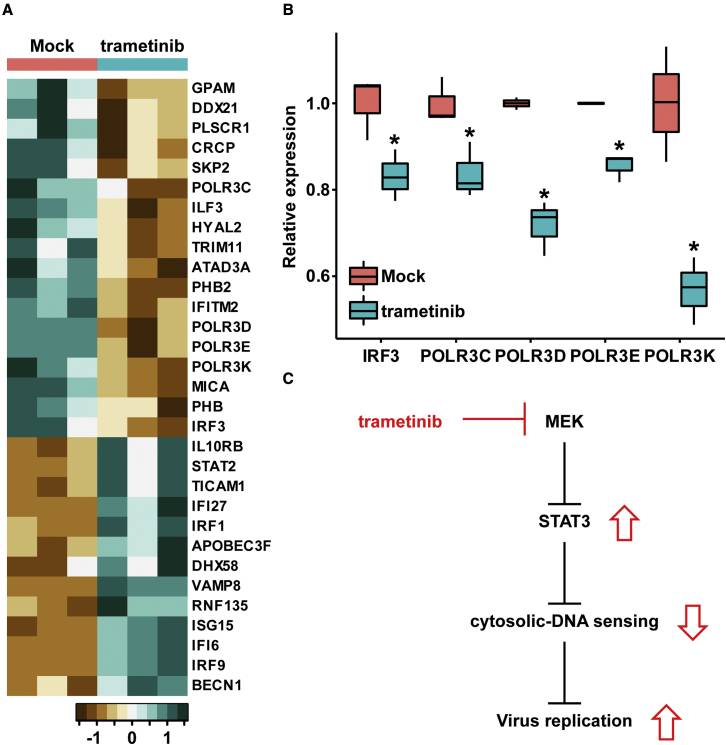 A
Mock trametinib
GPAM
DDX21
PLSCR1
CRCP
SKP2
POLR3C
ILF3
HYAL2
TRIM11
ATAD3A
PHB2
IFITM2
POLR3D
POLR3E
POLR3K
MICA
PHB
IRF3
IL10RB
STAT2
TICAM1
IFI27
IRF1
APOBEC3F
DHX58
VAMP8
RNF135
ISG15
IFI6
IRF9
BECN1
-1 0 1
B
Relative expression
1.0
0.8
0.6
* * * * *
Mock
trametinib
IRF3 POLR3C POLR3D POLR3E POLR3K
C
trametinib MEK
STAT3
cytosolic-DNA sensing
Virus replication